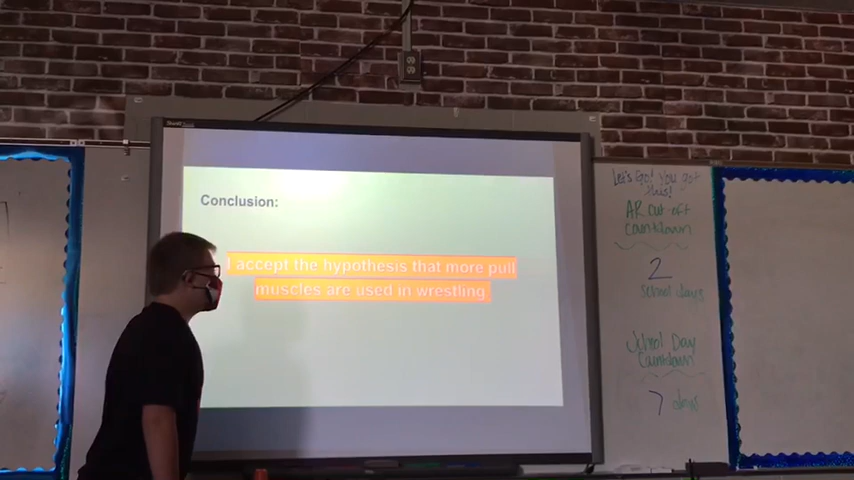 Conclusion:
I accept the hypothesis that more pull
muscles are used in wrestling
Let's Go! You got
this!
AR cut-off
countdown
2
school days
School Day
Countdown
7 days